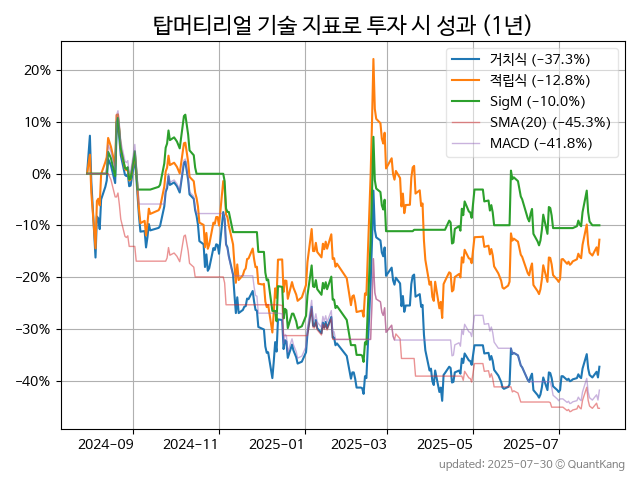 탑머티리얼 기술 지표로 투자 시 성과 (1년)
거치식 (−37.3%)
적립식 (−12.8%)
SigM (−10.0%)
SMA(20) (−45.3%)
MACD (−41.8%)
20%
10%
0%
−10%
−20%
−30%
−40%
2024-09 2024-11 2025-01 2025-03 2025-05 2025-07
updated: 2025-07-30 © QuantKang